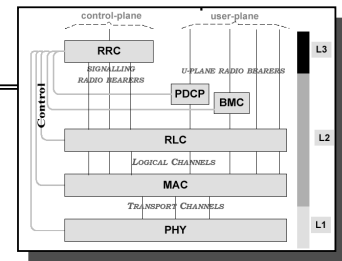 control-plane user-plane
RRC L3
SIGNALLING U-PLANE RADIO BEARERS
RADIO BEARERS
PDCP
BMC
Control
RLC L2
LOGICAL CHANNELS
MAC
TRANSPORT CHANNELS
PHY L1